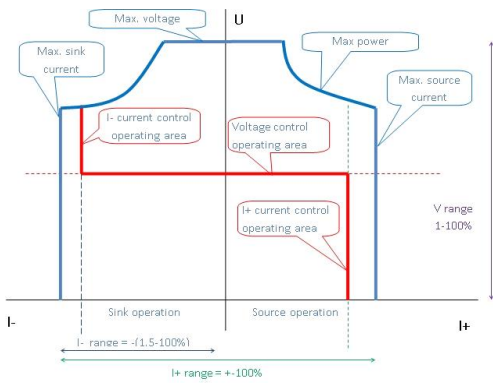 Max. voltage
U
Max. sink
current
Max power
Max. source
current
I- current control
operating area
Voltage control
operating area
I+ current control
operating area
V range
1-100%
Sink operation
Source operation
I-
I+
I- range = -(1.5-100%)
I+ range = +-100%